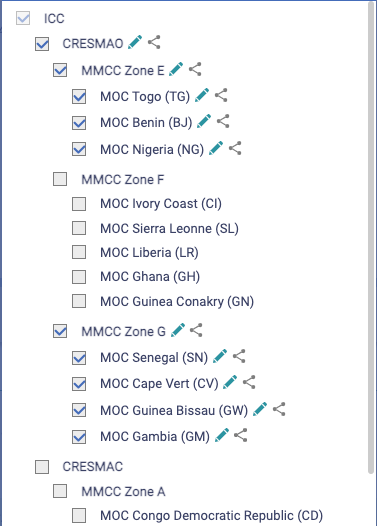 ICC
CRESMAO
MMCC Zone E
MOC Togo (TG)
MOC Benin (BJ)
MOC Nigeria (NG)
MMCC Zone F
MOC Ivory Coast (CI)
MOC Sierra Leonne (SL)
MOC Liberia (LR)
MOC Ghana (GH)
MOC Guinea Conakry (GN)
MMCC Zone G
MOC Senegal (SN)
MOC Cape Vert (CV)
MOC Guinea Bissau (GW)
MOC Gambia (GM)
CRESMAC
MMCC Zone A
MOC Congo Democratic Republic (CD)